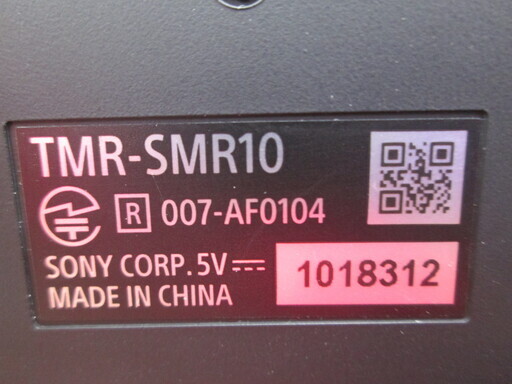 TMR-SMR10
R 007-AF0104
SONY CORP. 5V⎓
1018312
MADE IN CHINA